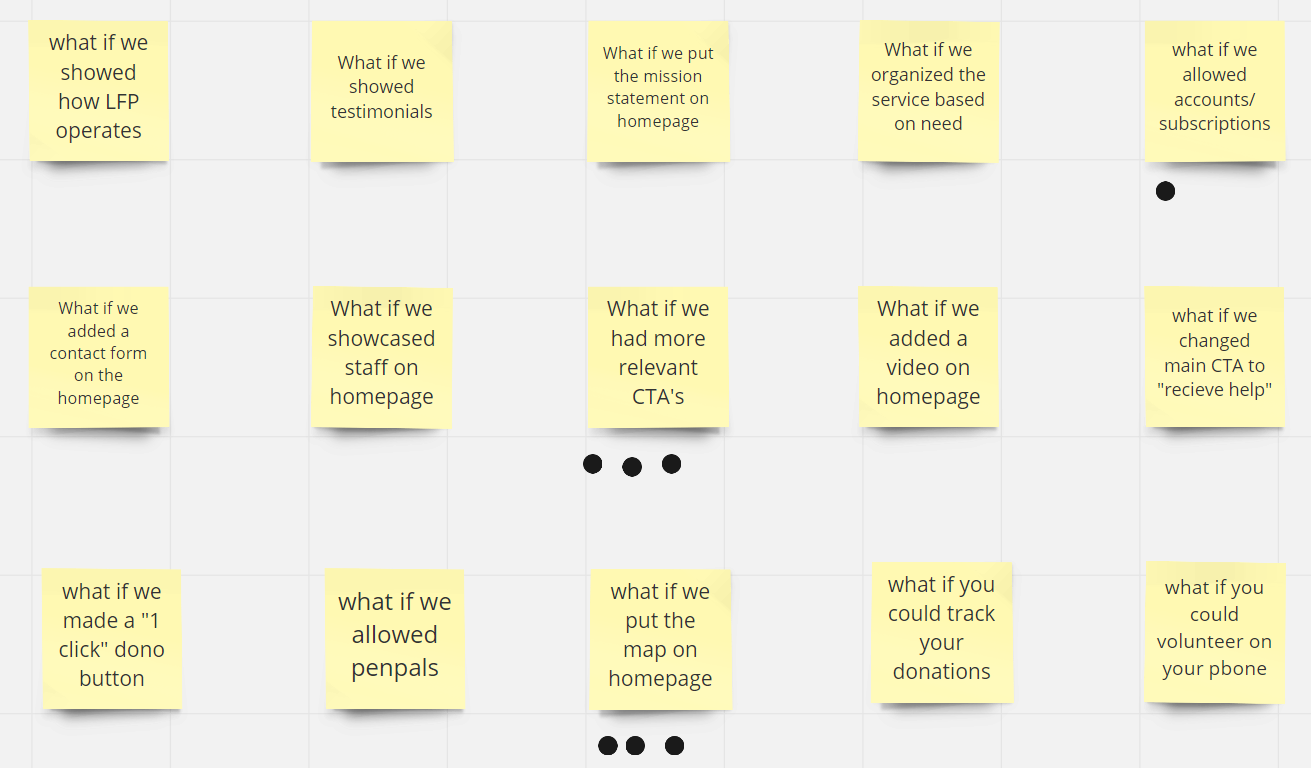 what if we
showed
how LFP
operates
What if we
showed
testimonials
What if we put
the mission
statement on
homepage
What if we
organized the
service based
on need
what if we
allowed
accounts/
subscriptions
What if we
added a
contact form
on the
homepage
What if we
showcased
staff on
homepage
What if we
had more
relevant
CTA's
What if we
added a
video on
homepage
what if we
changed
main CTA to
"recieve help"
what if we
made a "1
click" dono
button
what if we
allowed
penpals
what if we
put the
map on
homepage
what if you
could track
your
donations
what if you
could
volunteer on
your pbone